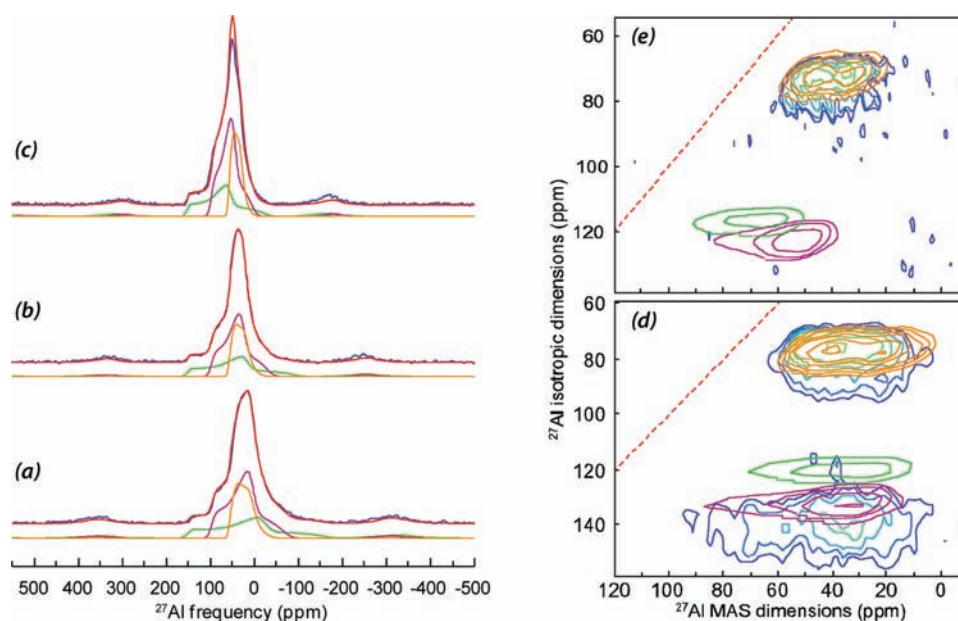 (c)
(b)
(a)
500 400 300 200 100 0 -100 -200 -300 -400 -500
27Al frequency (ppm)
(e)
60
80
100
120
(d)
60
80
100
120
140
27Al isotropic dimensions (ppm)
120 100 80 60 40 20 0
27Al MAS dimensions (ppm)